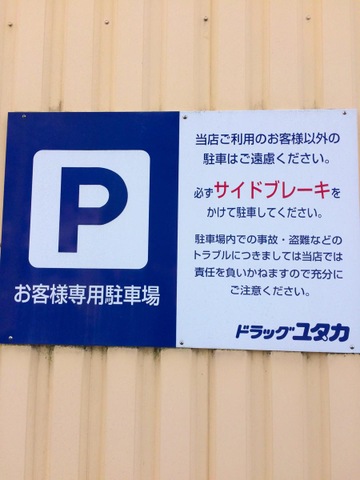 P
お客様専用駐車場
当店ご利用のお客様以外の
駐車はご遠慮ください。
必ずサイドブレーキを
かけて駐車してください。
駐車場内での事故・盗難などの
トラブルにつきましては当店では
責任を負いかねますので充分に
ご注意ください。
ドラッグユタカ